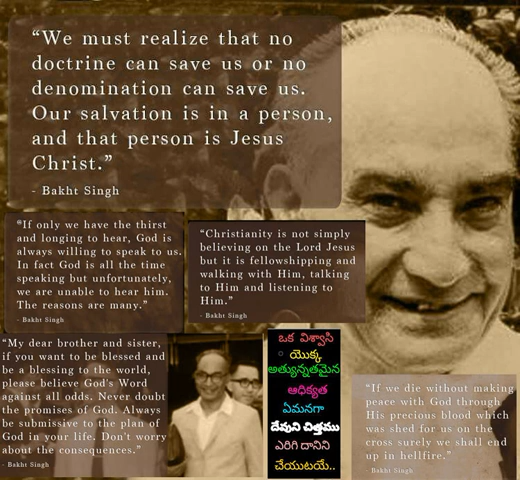 “We must realize that no
doctrine can save us or no
denomination can save us.
Our salvation is in a person,
and that person is Jesus
Christ.”
- Bakht Singh
“If only we have the thirst
and longing to hear, God is
always willing to speak to us.
In fact God is all the time
speaking but unfortunately,
we are unable to hear him.
The reasons are many.”
- Bakht Singh
“Christianity is not simply
believing on the Lord Jesus
but it is fellowshipping and
walking with Him, talking
to Him and listening to
Him.”
- Bakht Singh
“My dear brother and sister,
if you want to be blessed and
be a blessing to the world,
please believe God's Word
against all odds. Never doubt
the promises of God. Always
be submissive to the plan of
God in your life. Don't worry
about the consequences.”
- Bakht Singh
ఒక విశ్వాసి
యొక్క
అత్యున్నతమైన
ఆధిక్యత
ఏమనగా
దేవుని చిత్తము
ఎరిగి దానిని
చేయుటయే..
“If we die without making
peace with God through
His precious blood which
was shed for us on the
cross surely we shall end
up in hellfire.”
- Bakht Singh